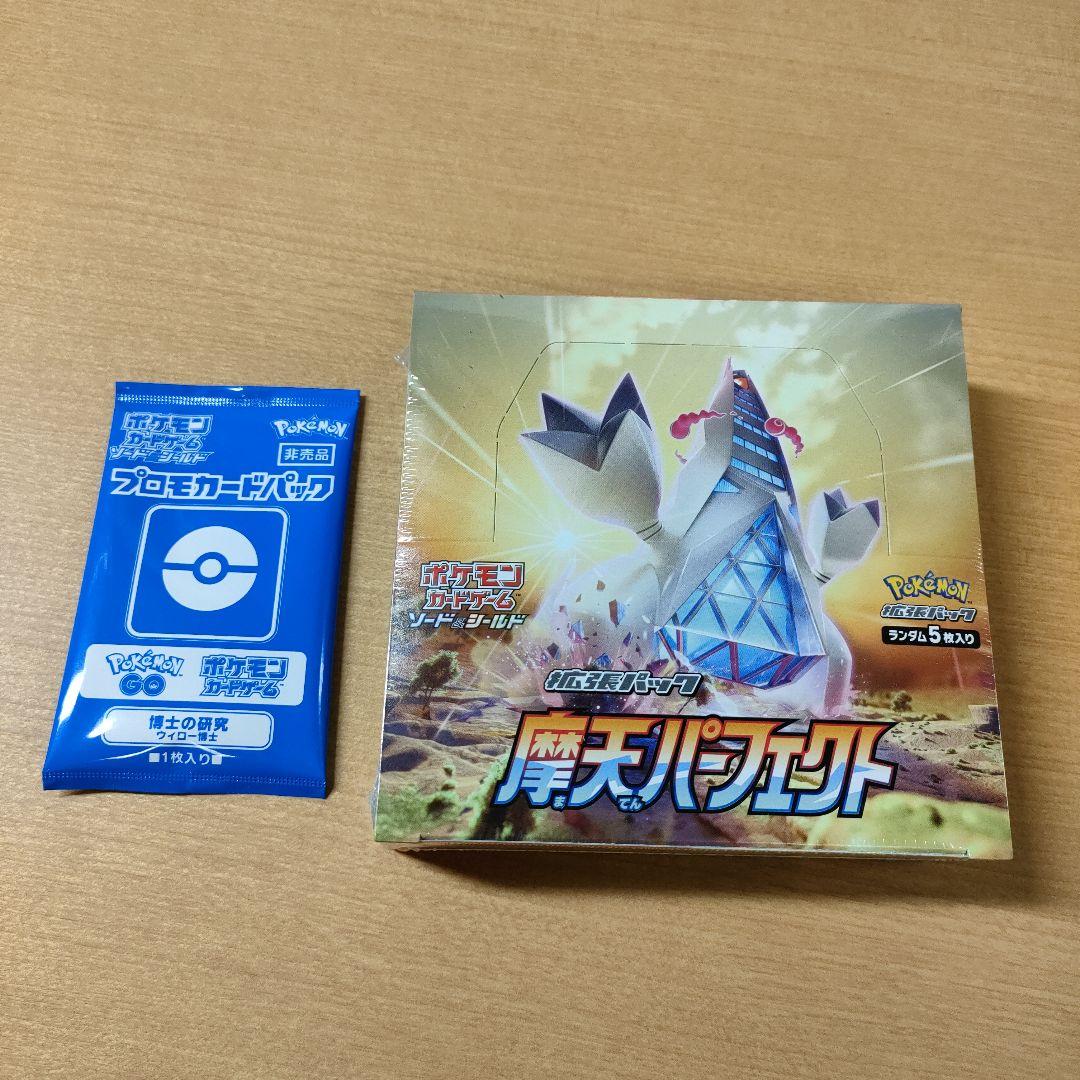 ポケモン
カードゲーム
ソード&シールド
Pokémon
非売品
プロモカードパック
Pokémon
GO
ポケモン
カードゲーム
博士の研究
ウィロー博士
■1枚入り■
ポケモン
カードゲーム
ソード&シールド
Pokémon
拡張パック
ランダム5枚入り
拡張パック
摩天パーフェクト
ま てん